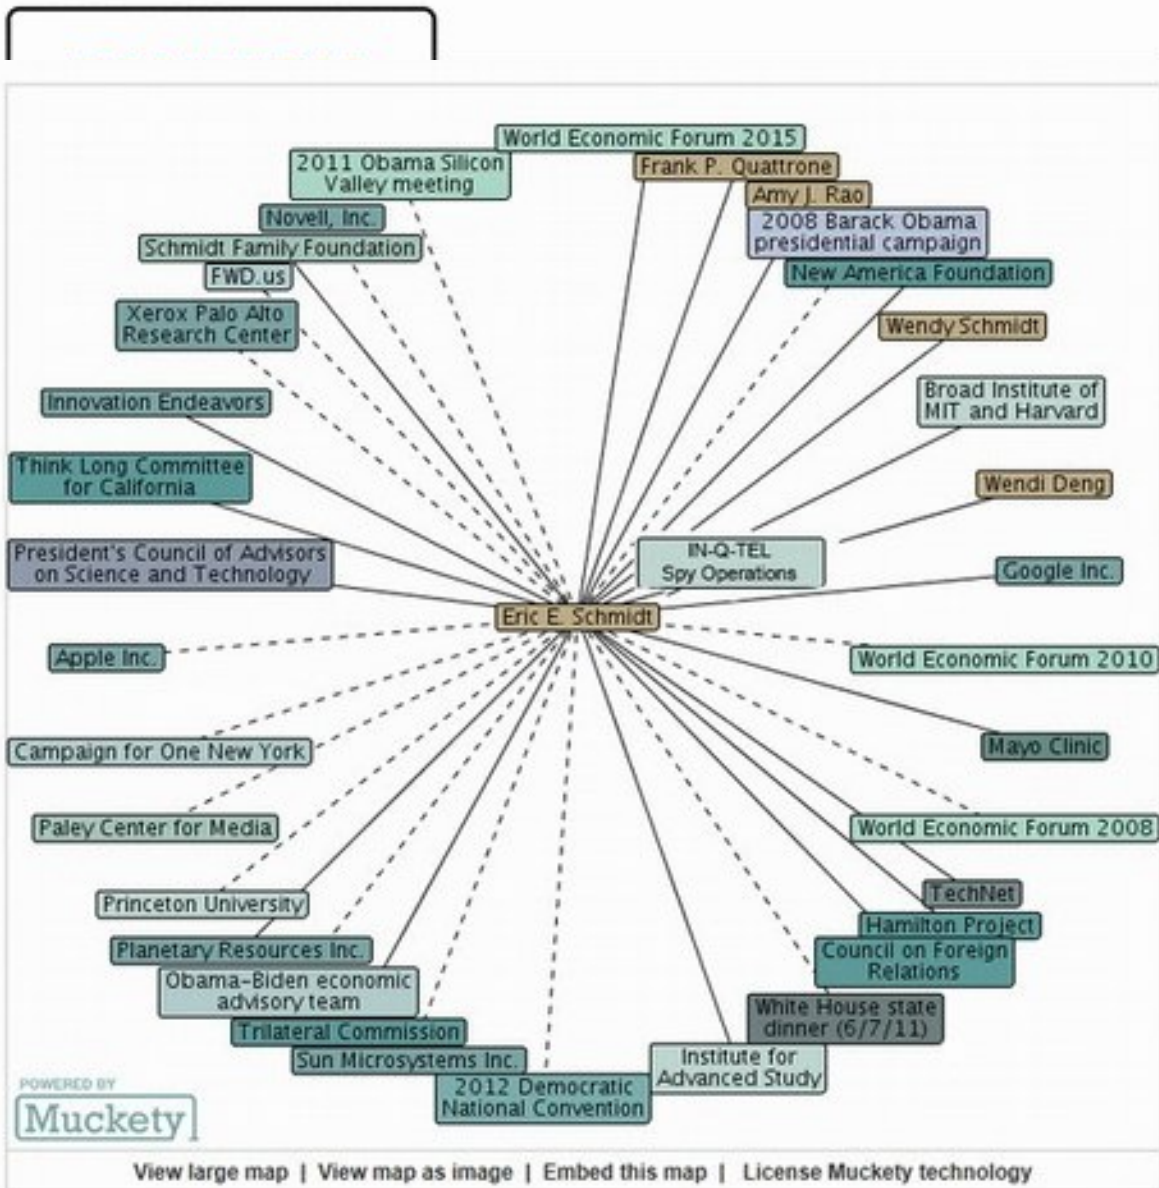 World Economic Forum 2015
Frank P. Quattrone
2011 Obama Silicon
Valley meeting
Amy J. Rao
Novell, Inc.
2008 Barack Obama
presidential campaign
Schmidt Family Foundation
FWD.us
New America Foundation
Xerox Palo Alto
Research Center
Wendy Schmidt
Innovation Endeavors
Broad Institute of
MIT and Harvard
Think Long Committee
for California
Wendi Deng
President's Council of Advisors
on Science and Technology
IN-Q-TEL
Spy Operations
Google Inc.
Eric E. Schmidt
Apple Inc.
World Economic Forum 2010
Campaign for One New York
Mayo Clinic
Paley Center for Media
World Economic Forum 2008
Princeton University
TechNet
Planetary Resources Inc.
Hamilton Project
Council on Foreign
Relations
Obama-Biden economic
advisory team
White House state
dinner (6/7/11)
Trilateral Commission
Sun Microsystems Inc.
Institute for
Advanced Study
2012 Democratic
National Convention
POWERED BY
Muckety
View large map | View map as image | Embed this map | License Muckety technology